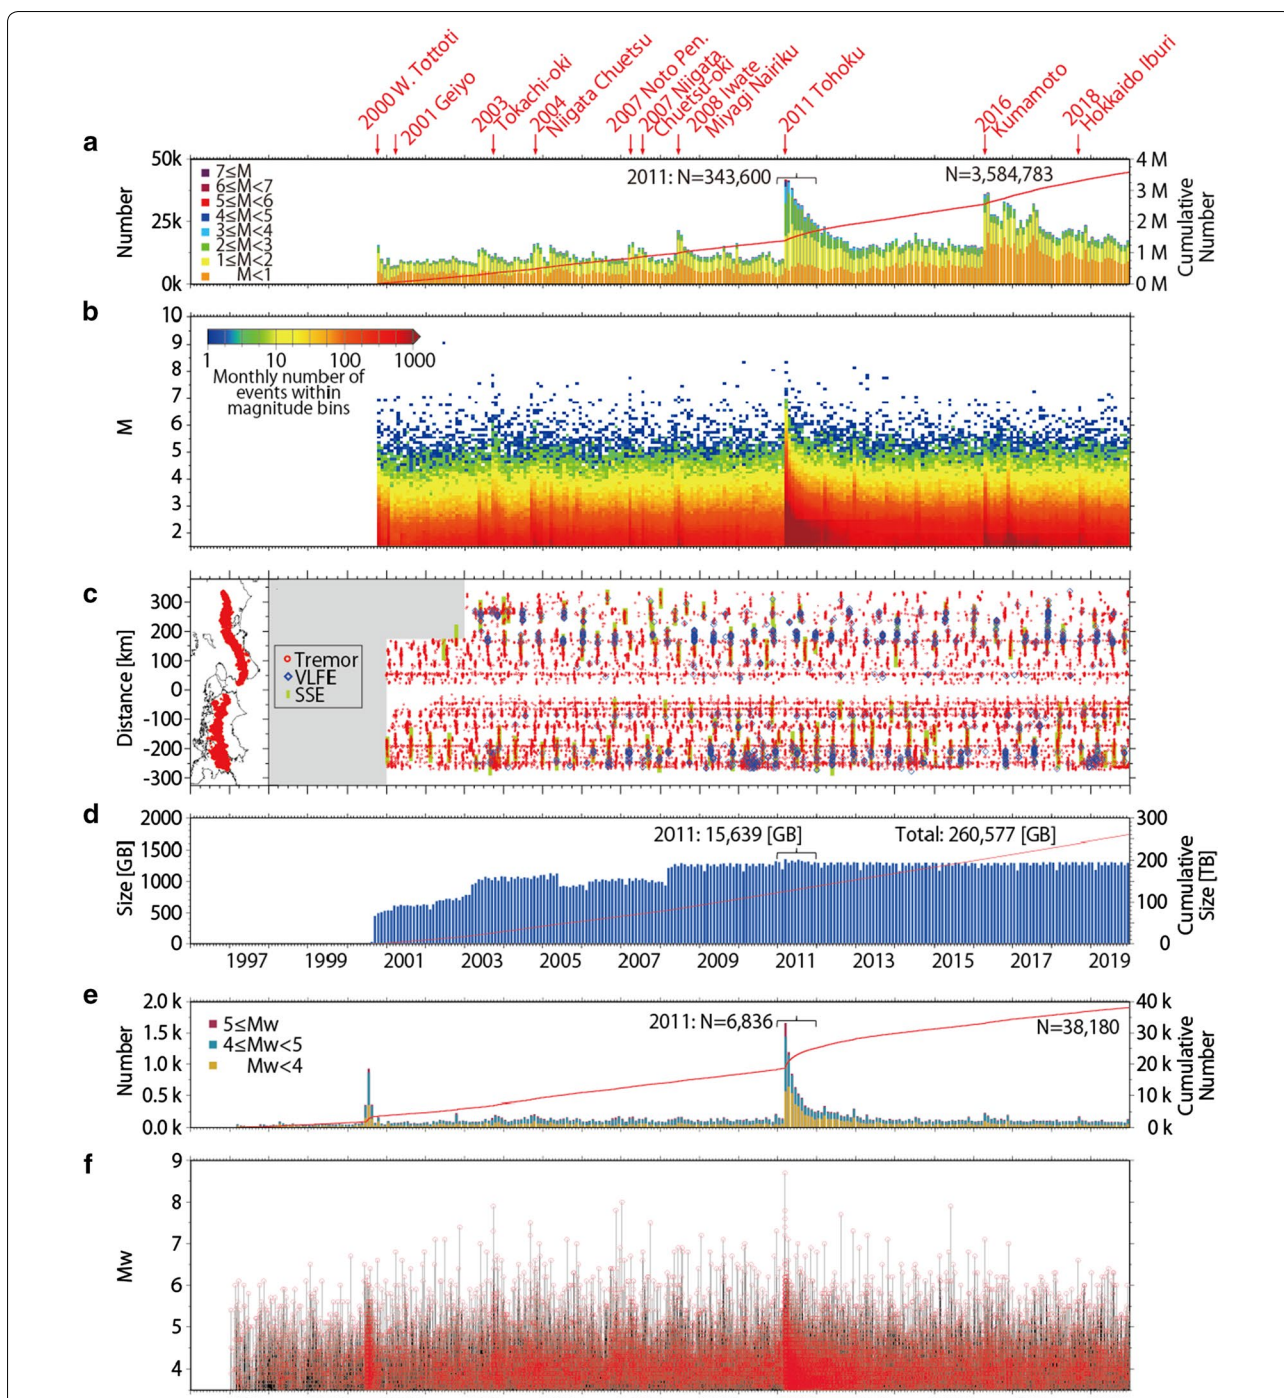 2000 W. Tottoti
2001 Geiyo
2003
Tokachi-oki
2004
Niigata Chuetsu
2007 Noto Pen.
2007 Niigata
Chuetsu-oki
2008 Iwate
Miyagi Nairiku
2011 Tohoku
2016
Kumamoto
2018
Hokkaido Iburi
a
50k
25k
0k
Number
7≤M
6≤M<7
5≤M<6
4≤M<5
3≤M<4
2≤M<3
1≤M<2
M<1
2011: N=343,600
N=3,584,783
4 M
3 M
2 M
1 M
0 M
Cumulative
Number
b
10
9
8
7
6
5
4
3
2
M
1 10 100 1000
Monthly number of
events within
magnitude bins
c
300
200
100
0
-100
-200
-300
Distance [km]
Tremor
VLFE
SSE
d
2000
1500
1000
500
0
Size [GB]
2011: 15,639 [GB]
Total: 260,577 [GB]
300
200
100
0
Cumulative
Size [TB]
1997 1999 2001 2003 2005 2007 2009 2011 2013 2015 2017 2019
e
2.0 k
1.5 k
1.0 k
0.5 k
0.0 k
Number
5≤Mw
4≤Mw<5
Mw<4
2011: N=6,836
N=38,180
40 k
30 k
20 k
10 k
0 k
Cumulative
Number
f
9
8
7
6
5
4
Mw